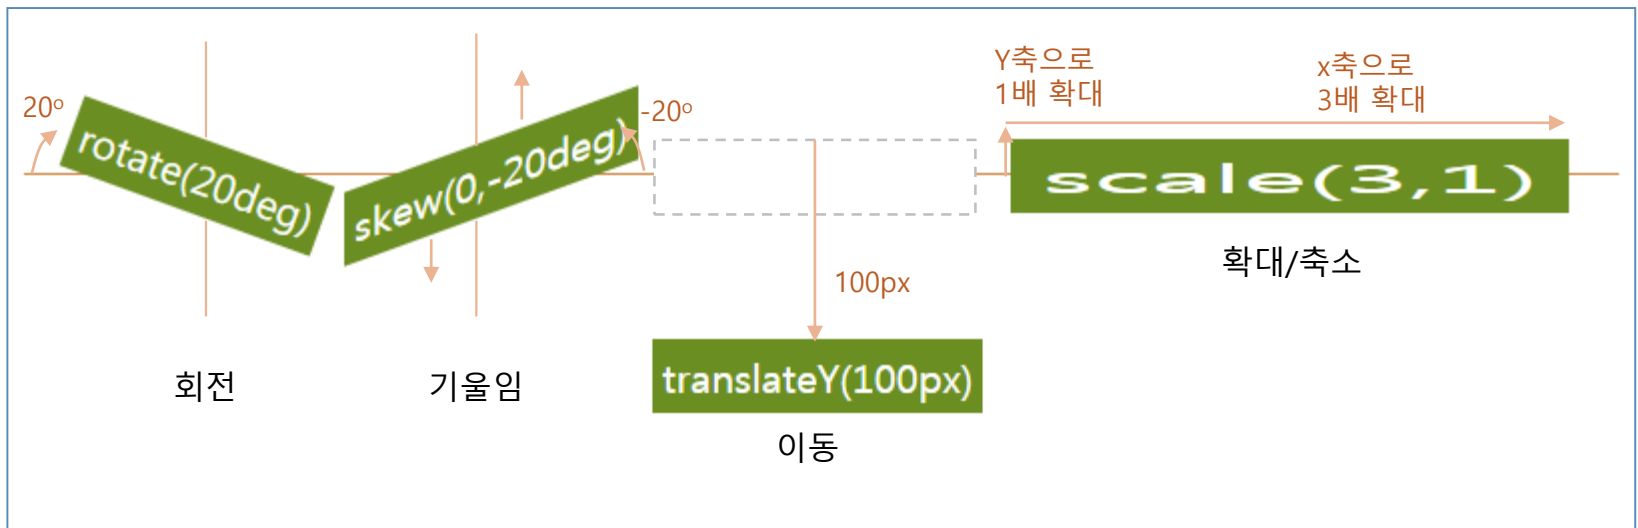 20º
rotate(20deg)
회전
skew(0,-20deg)
-20º
기울임
100px
translateY(100px)
이동
Y축으로
1배 확대
x축으로
3배 확대
scale(3,1)
확대/축소